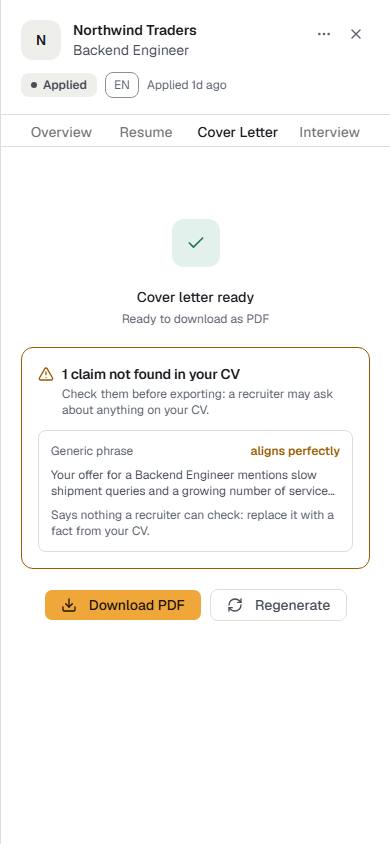 N
Northwind Traders
Backend Engineer
Applied
EN
Applied 1d ago
Overview
Resume
Cover Letter
Interview
Cover letter ready
Ready to download as PDF
1 claim not found in your CV
Check them before exporting: a recruiter may ask
about anything on your CV.
Generic phrase
aligns perfectly
Your offer for a Backend Engineer mentions slow
shipment queries and a growing number of service…
Says nothing a recruiter can check: replace it with a
fact from your CV.
Download PDF
Regenerate